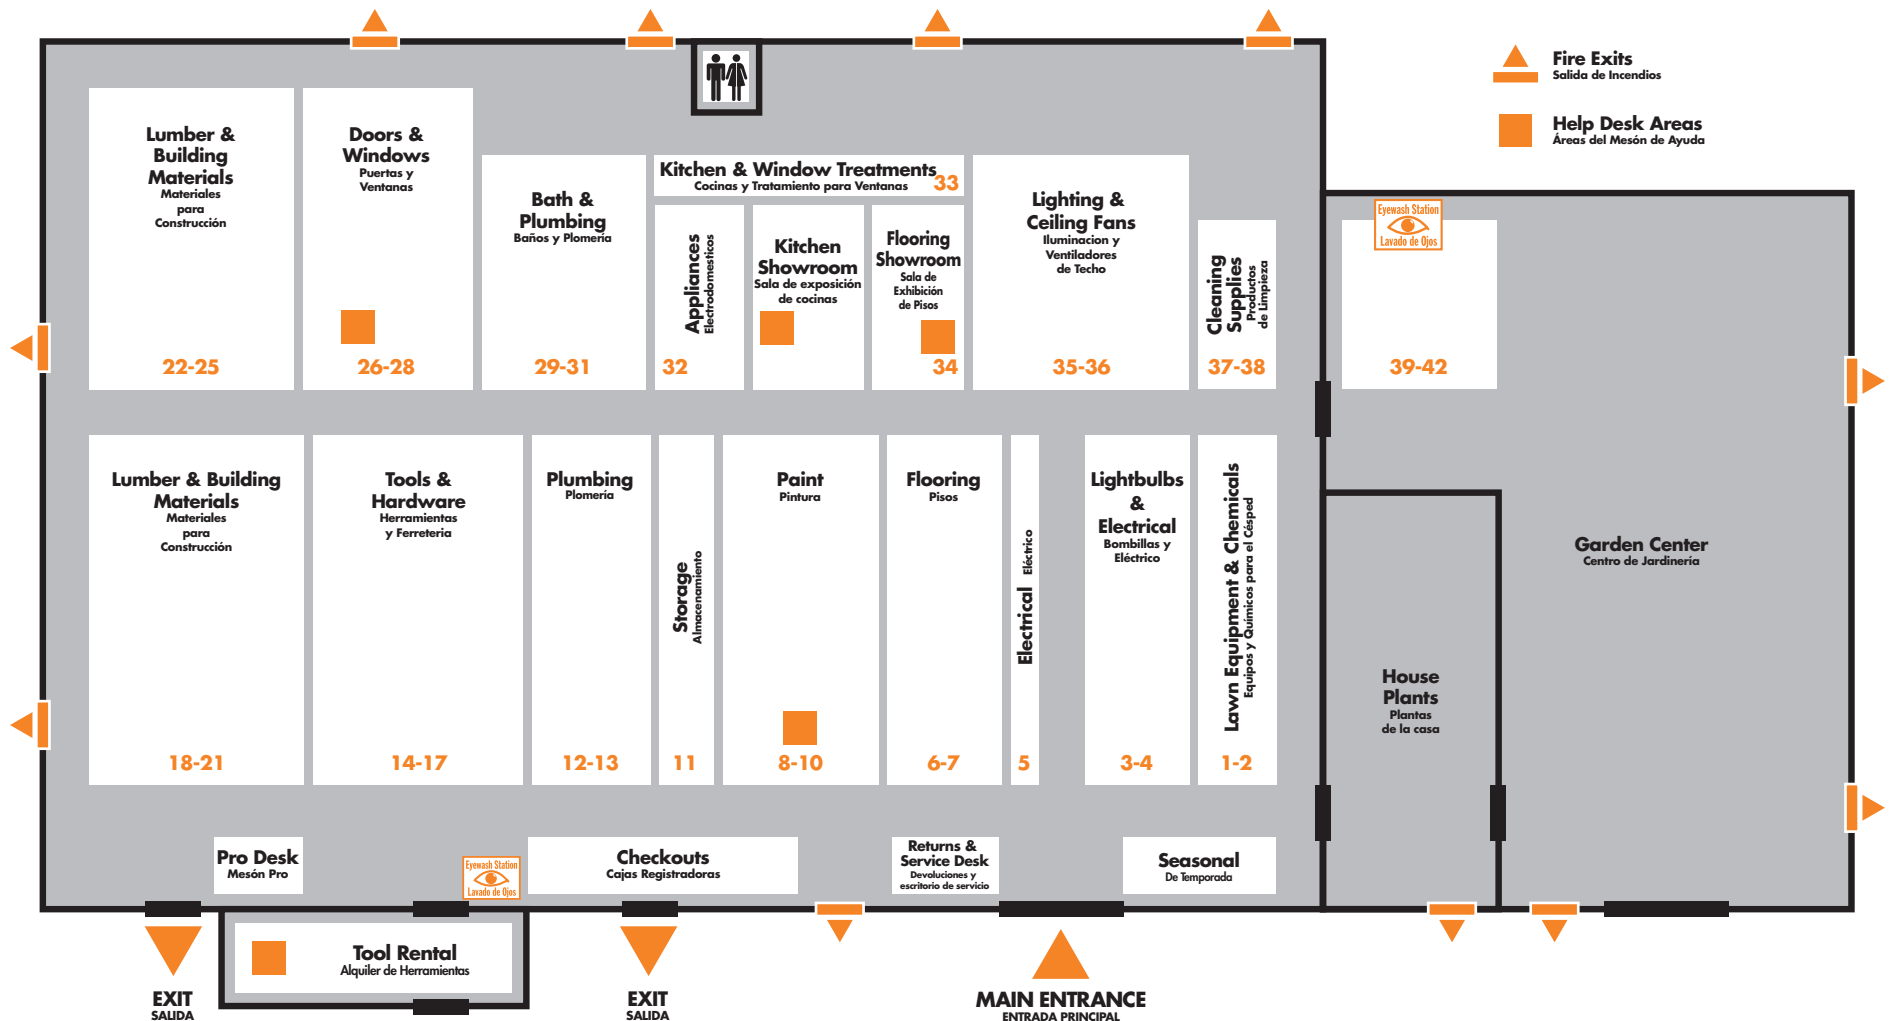 Fire Exits
Salida de Incendios
Help Desk Areas
Áreas del Mesón de Ayuda
Lumber &
Building
Materials
Materiales
para
Construcción
22-25
Doors &
Windows
Puertas y
Ventanas
26-28
Bath &
Plumbing
Baños y Plomería
29-31
Kitchen & Window Treatments
Cocinas y Tratamiento para Ventanas
33
Appliances
Electrodomesticos
32
Kitchen
Showroom
Sala de exposición
de cocinas
Flooring
Showroom
Sala de
Exhibición
de Pisos
34
Lighting &
Ceiling Fans
Iluminacion y
Ventiladores
de Techo
35-36
Cleaning
Supplies
Productos
de Limpieza
37-38
Eyewash Station
Lavado de Ojos
39-42
Lumber & Building
Materials
Materiales
para
Construcción
18-21
Tools &
Hardware
Herramientas
y Ferreteria
14-17
Plumbing
Plomería
12-13
Storage
Almacenamiento
11
Paint
Pintura
8-10
Flooring
Pisos
6-7
Electrical
Eléctrico
5
Lightbulbs
&
Electrical
Bombillas y
Eléctrico
3-4
Lawn Equipment & Chemicals
Equipos y Químicos para el Césped
1-2
House
Plants
Plantas
de la casa
Garden Center
Centro de Jardinería
Pro Desk
Mesón Pro
Eyewash Station
Lavado de Ojos
Checkouts
Cajas Registradoras
Returns &
Service Desk
Devoluciones y
escritorio de servicio
Seasonal
De Temporada
Tool Rental
Alquiler de Herramientas
EXIT
SALIDA
EXIT
SALIDA
MAIN ENTRANCE
ENTRADA PRINCIPAL